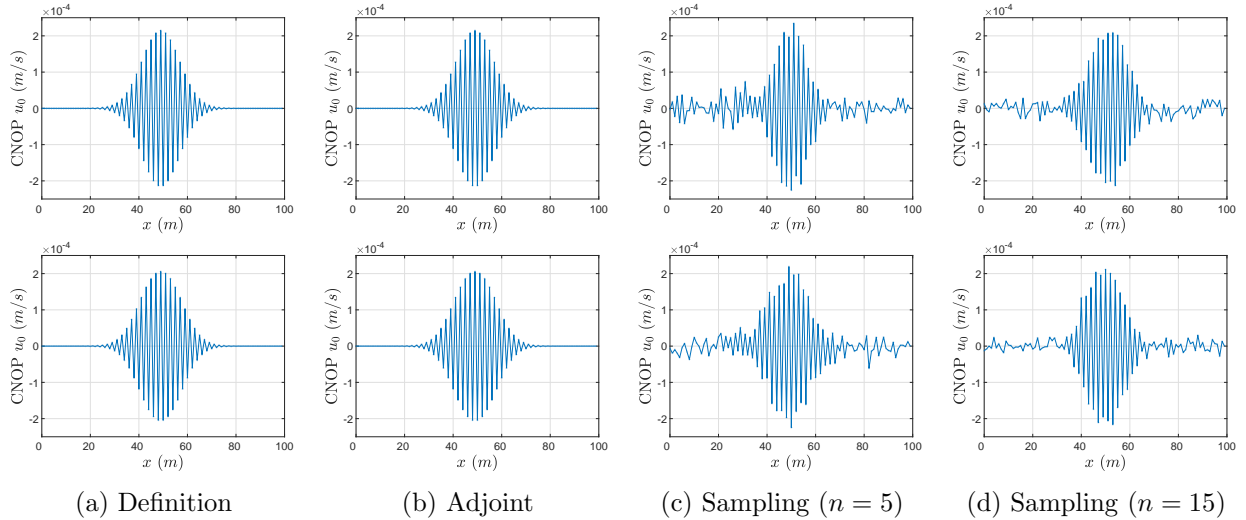 ×10⁻⁴ ×10⁻⁴ ×10⁻⁴ ×10⁻⁴
2 2 2 2
1 1 1 1
0 0 0 0
-1 -1 -1 -1
-2 -2 -2 -2
CNOP u₀ (m/s) CNOP u₀ (m/s) CNOP u₀ (m/s) CNOP u₀ (m/s)
0 20 40 60 80 100 0 20 40 60 80 100 0 20 40 60 80 100 0 20 40 60 80 100
x (m) x (m) x (m) x (m)
×10⁻⁴ ×10⁻⁴ ×10⁻⁴ ×10⁻⁴
2 2 2 2
1 1 1 1
0 0 0 0
-1 -1 -1 -1
-2 -2 -2 -2
CNOP u₀ (m/s) CNOP u₀ (m/s) CNOP u₀ (m/s) CNOP u₀ (m/s)
0 20 40 60 80 100 0 20 40 60 80 100 0 20 40 60 80 100 0 20 40 60 80 100
x (m) x (m) x (m) x (m)
(a) Definition (b) Adjoint (c) Sampling (n = 5) (d) Sampling (n = 15)